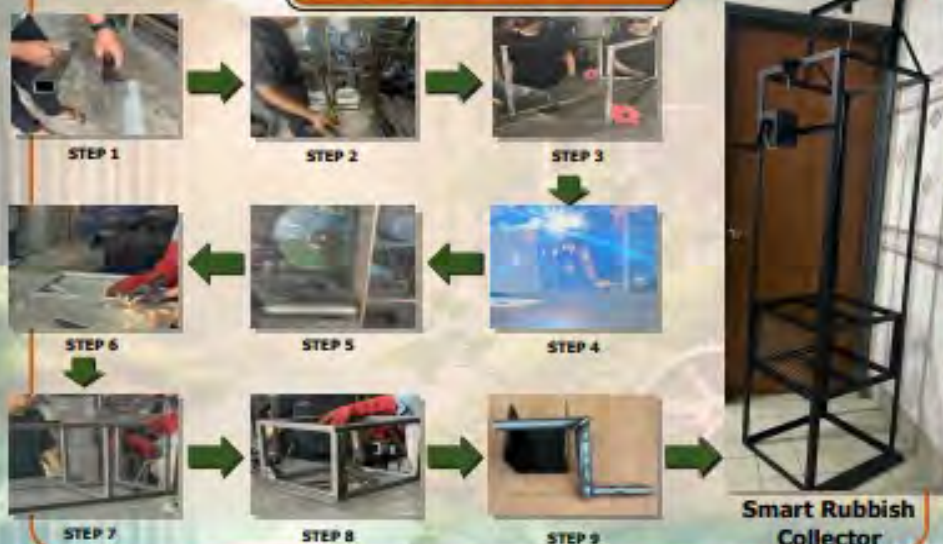 STEP 1
STEP 2
STEP 3
STEP 6
STEP 5
STEP 4
STEP 7
STEP 8
STEP 9
Smart Rubbish
Collector